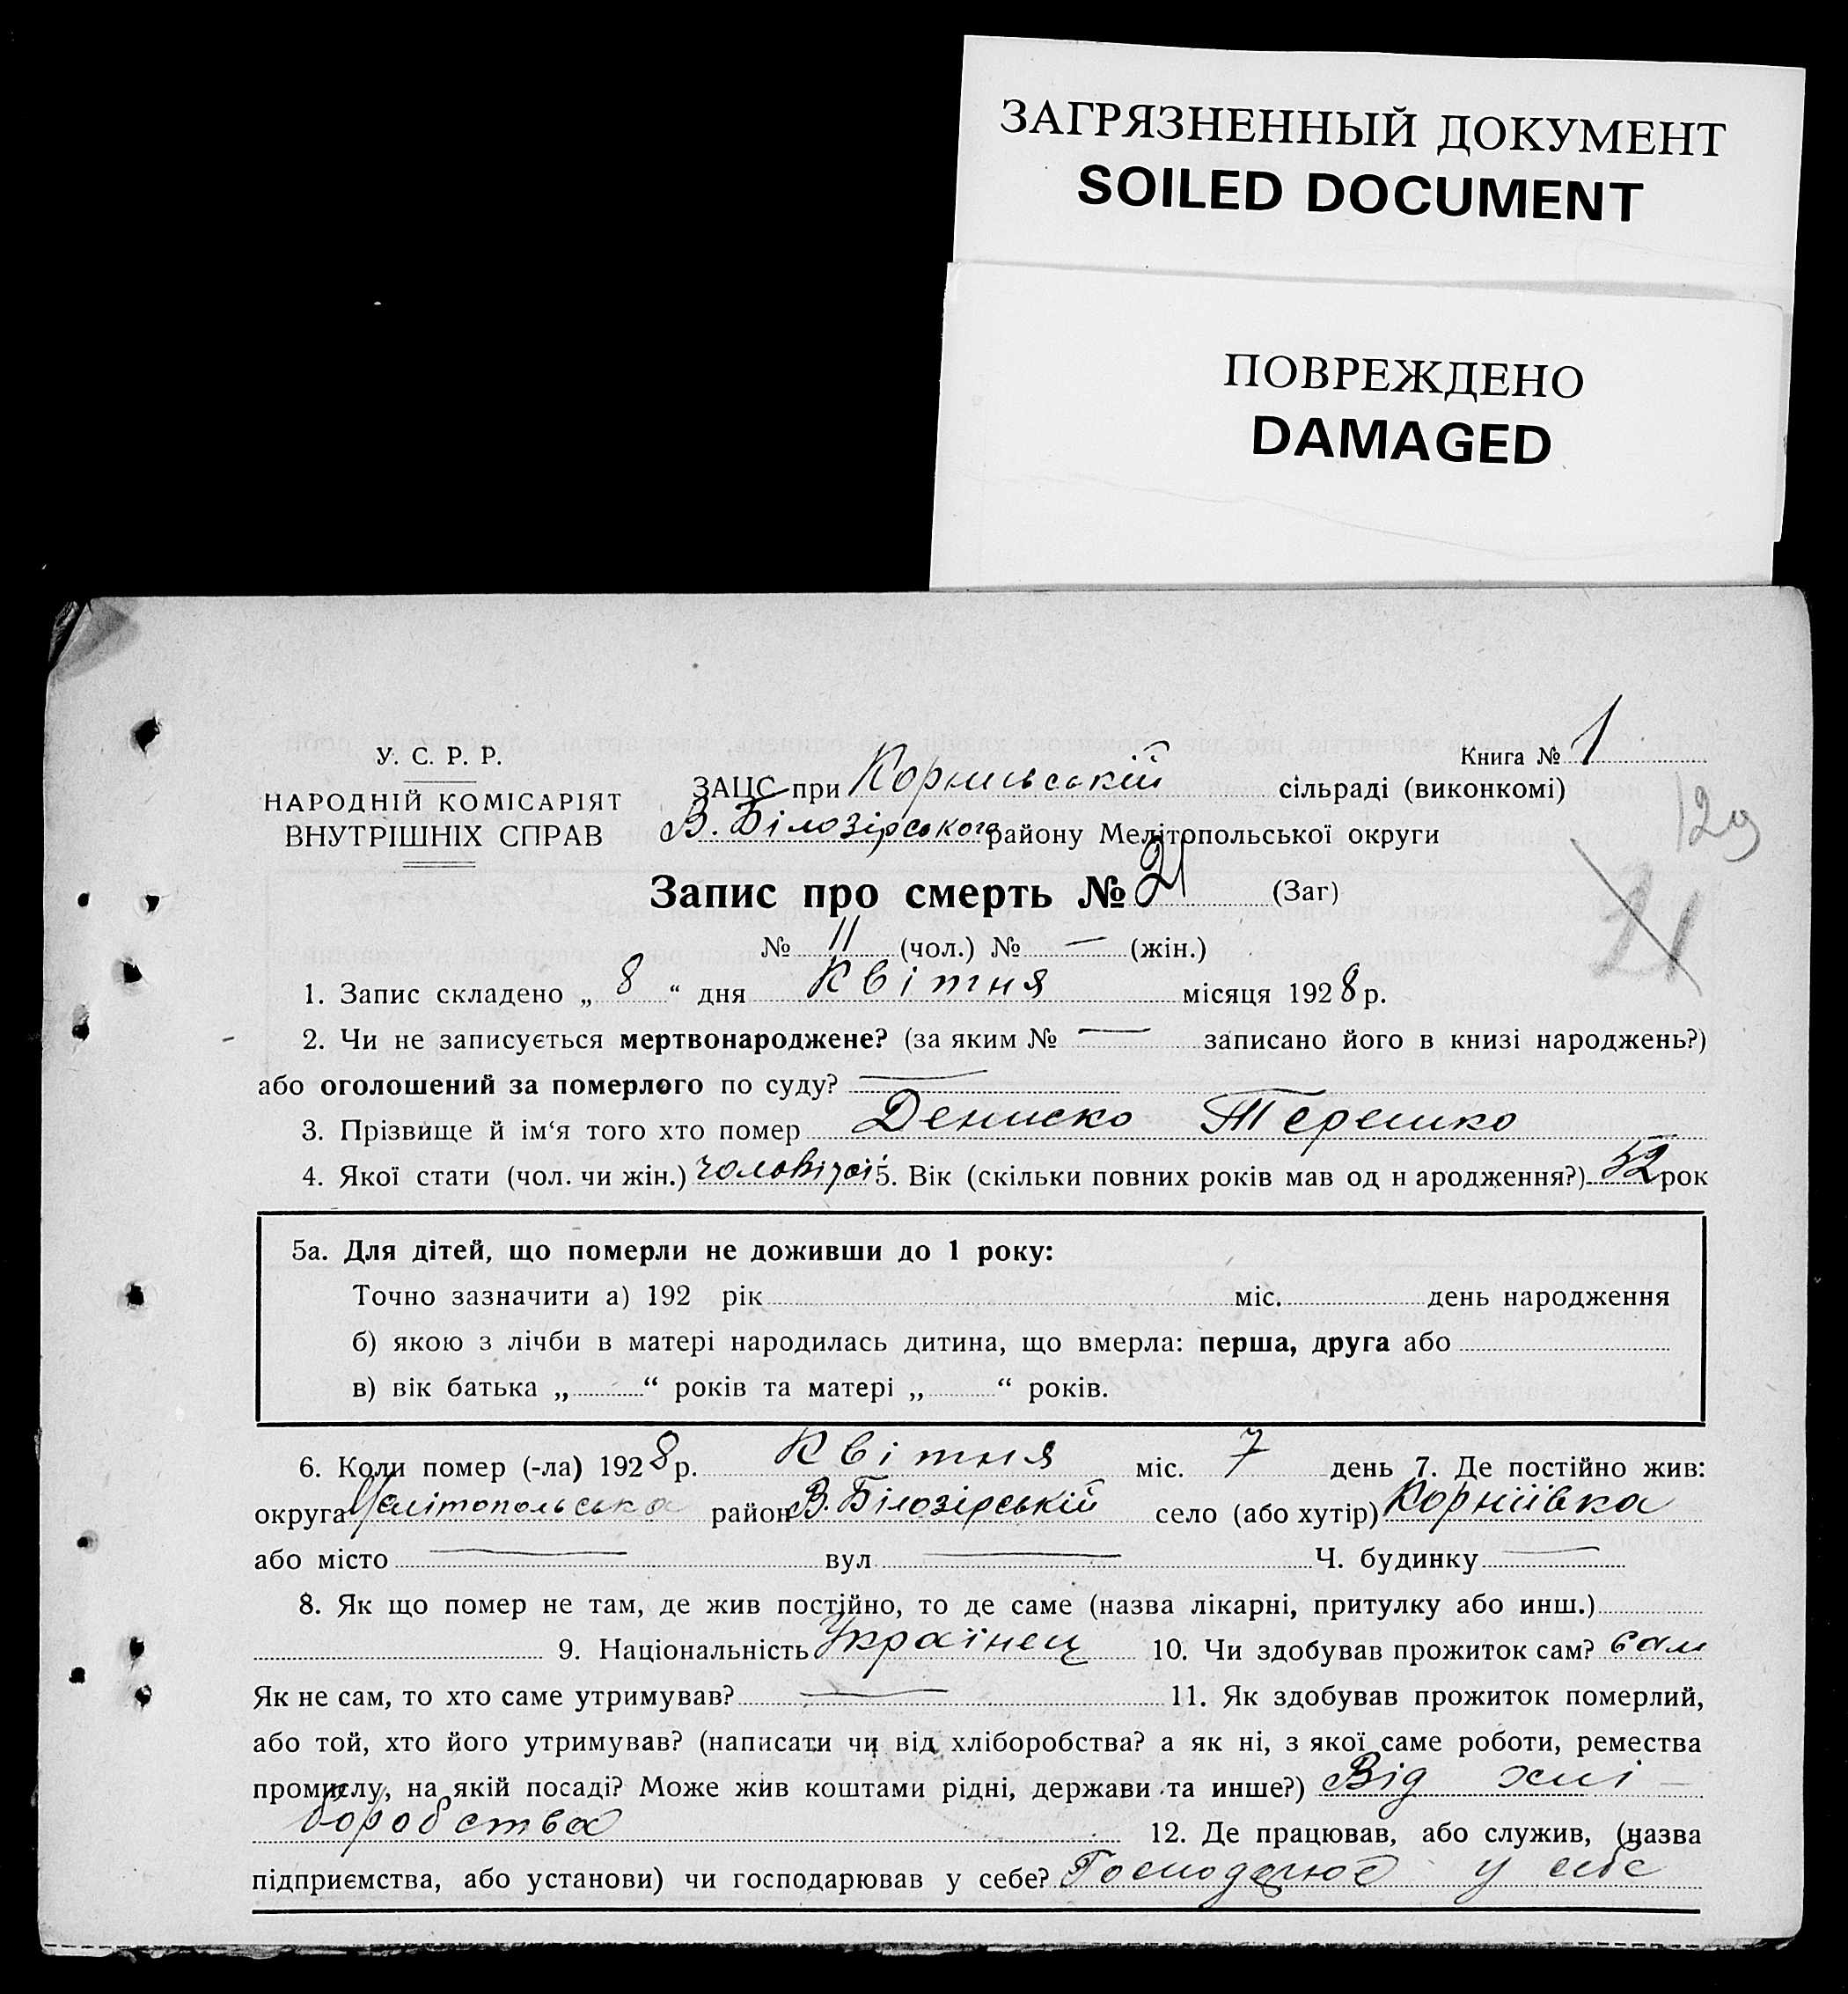 ЗАГРЯЗНЕННЫЙ ДОКУМЕНТ
SOILED DOCUMENT
ПОВРЕЖДЕНО
DAMAGED
У. С. Р. Р.
НАРОДНІЙ КОМІСАРІЯТ
ВНУТРІШНІХ СПРАВ
Книга № 1
ЗАЦС при сільраді (виконкомі)
В. Білозірського району Мелітопольської округи
129
21
Запис про смерть № 21 (Заг)
№ 11 (чол.) № — (жін.)
1. Запис складено „ 8 “ дня Квітня місяця 1928 р.
2. Чи не записується мертвонароджене? (за яким № — записано його в книзі народжень?)
або оголошений за померлого по суду? —
3. Прізвище й ім‘я того хто помер Дениско Терешко
4. Якої стати (чол. чи жін.) 5. Вік (скільки повних років мав од н ародження?) 52 рок
5а. Для дітей, що померли не доживши до 1 року:
Точно зазначити а) 192 рік міс. день народження
б) якою з лічби в матері народилась дитина, що вмерла: перша, друга або
в) вік батька „ “ років та матері „ “ років.
6. Коли помер (-ла) 1928 р. Квітня міс. 7 день 7. Де постійно жив:
округа Мелітопольська район В. Білозірській село (або хутір) Корніївка
або місто — вул — Ч. будинку —
8. Як що помер не там, де жив постійно, то де саме (назва лікарні, притулку або инш.)
9. Національність Українец 10. Чи здобував прожиток сам? сам
Як не сам, то хто саме утримував? — 11. Як здобував прожиток померлий,
або той, хто його утримував? (написати чи від хліборобства? а як ні, з якої саме роботи, ремества
промислу, на якій посаді? Може жив коштами рідні, держави та инше?) Від хлі-
боробства 12. Де працював, або служив, (назва
підприємства, або установи) чи господарював у себе? у себе